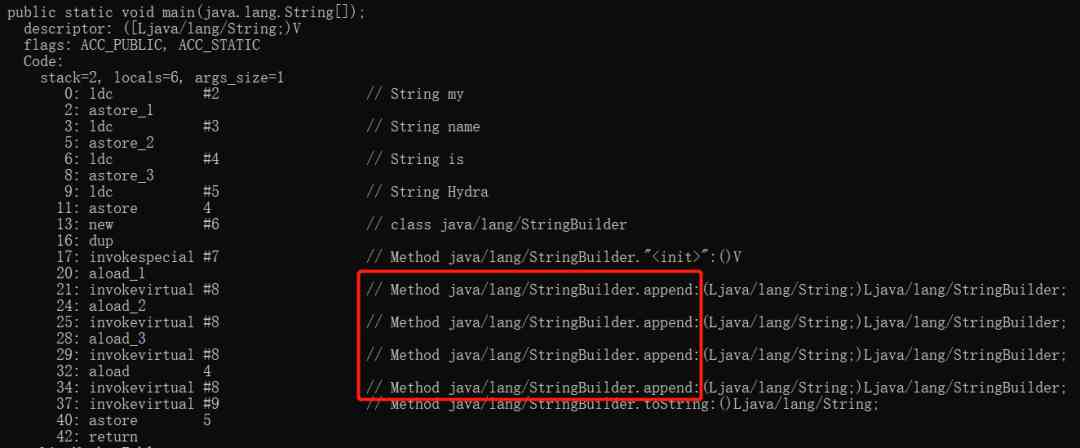 public static void main(java.lang.String[]);
descriptor: ([Ljava/lang/String;)V
flags: ACC_PUBLIC, ACC_STATIC
Code:
stack=2, locals=6, args_size=1
0: ldc #2 // String my
2: astore_1
3: ldc #3 // String name
5: astore_2
6: ldc #4 // String is
8: astore_3
9: ldc #5 // String Hydra
11: astore 4
13: new #6 // class java/lang/StringBuilder
16: dup
17: invokespecial #7 // Method java/lang/StringBuilder."<init>":()V
20: aload_1
21: invokevirtual #8 // Method java/lang/StringBuilder.append:(Ljava/lang/String;)Ljava/lang/StringBuilder;
24: aload_2
25: invokevirtual #8 // Method java/lang/StringBuilder.append:(Ljava/lang/String;)Ljava/lang/StringBuilder;
28: aload_3
29: invokevirtual #8 // Method java/lang/StringBuilder.append:(Ljava/lang/String;)Ljava/lang/StringBuilder;
32: aload 4
34: invokevirtual #8 // Method java/lang/StringBuilder.append:(Ljava/lang/String;)Ljava/lang/StringBuilder;
37: invokevirtual #9 // Method java/lang/StringBuilder.toString:()Ljava/lang/String;
40: astore 5
42: return